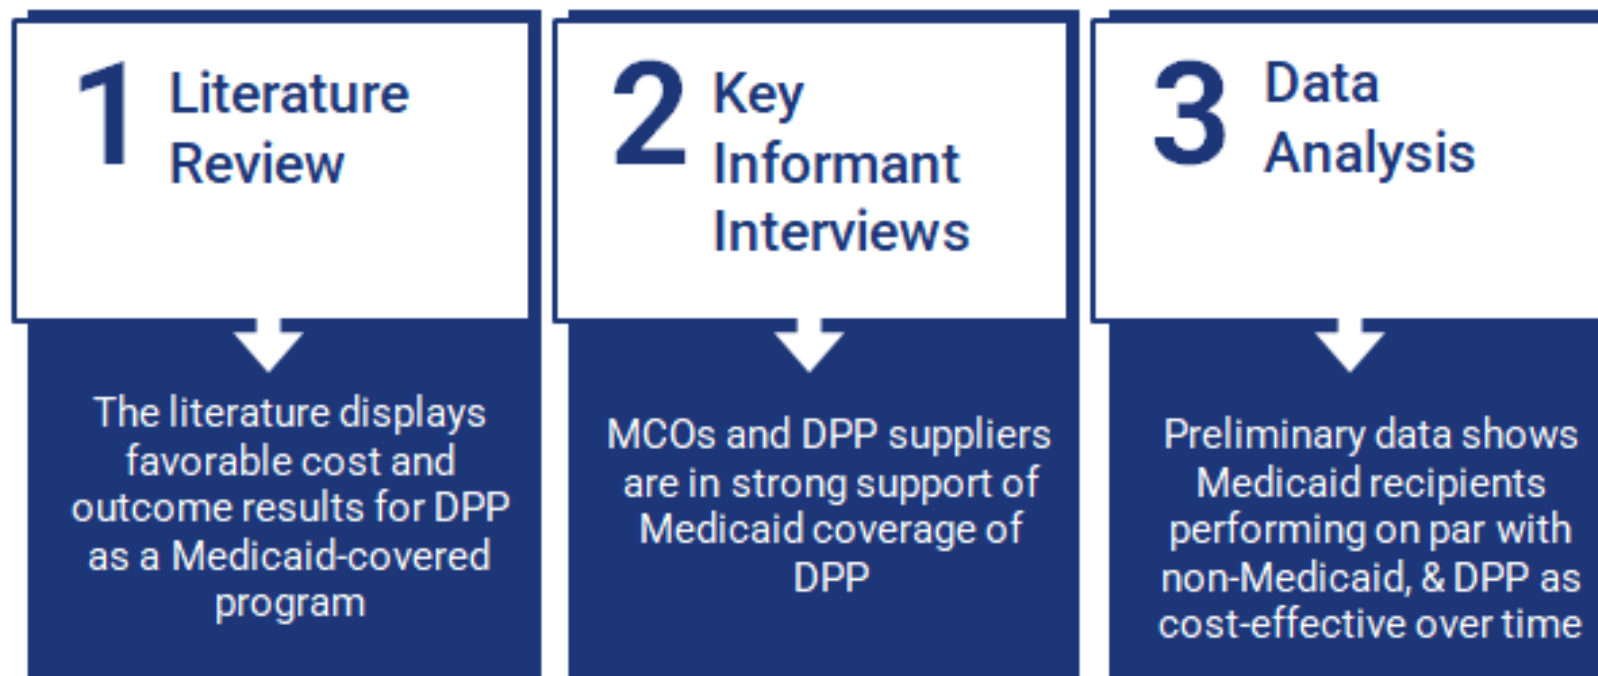 1
Literature
Review
The literature displays
favorable cost and
outcome results for DPP
as a Medicaid-covered
program
2
Key
Informant
Interviews
MCOs and DPP suppliers
are in strong support of
Medicaid coverage of
DPP
3
Data
Analysis
Preliminary data shows
Medicaid recipients
performing on par with
non-Medicaid, & DPP as
cost-effective over time